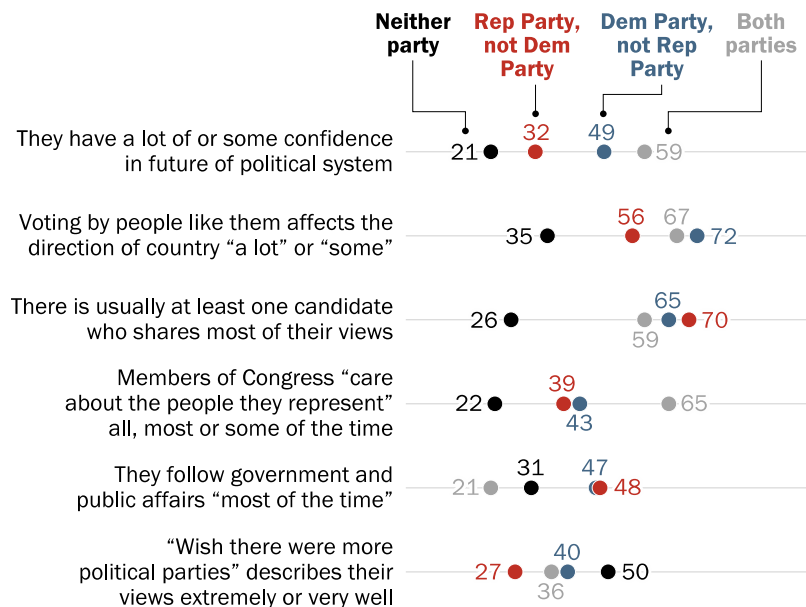 Neither party
Rep Party, not Dem Party
Dem Party, not Rep Party
Both parties
They have a lot of or some confidence
in future of political system
21
32
49
59
Voting by people like them affects the
direction of country “a lot” or “some”
35
56
67
72
There is usually at least one candidate
who shares most of their views
26
59
65
70
Members of Congress “care
about the people they represent”
all, most or some of the time
22
39
43
65
They follow government and
public affairs “most of the time”
21
31
47
48
“Wish there were more
political parties” describes their
views extremely or very well
27
36
40
50